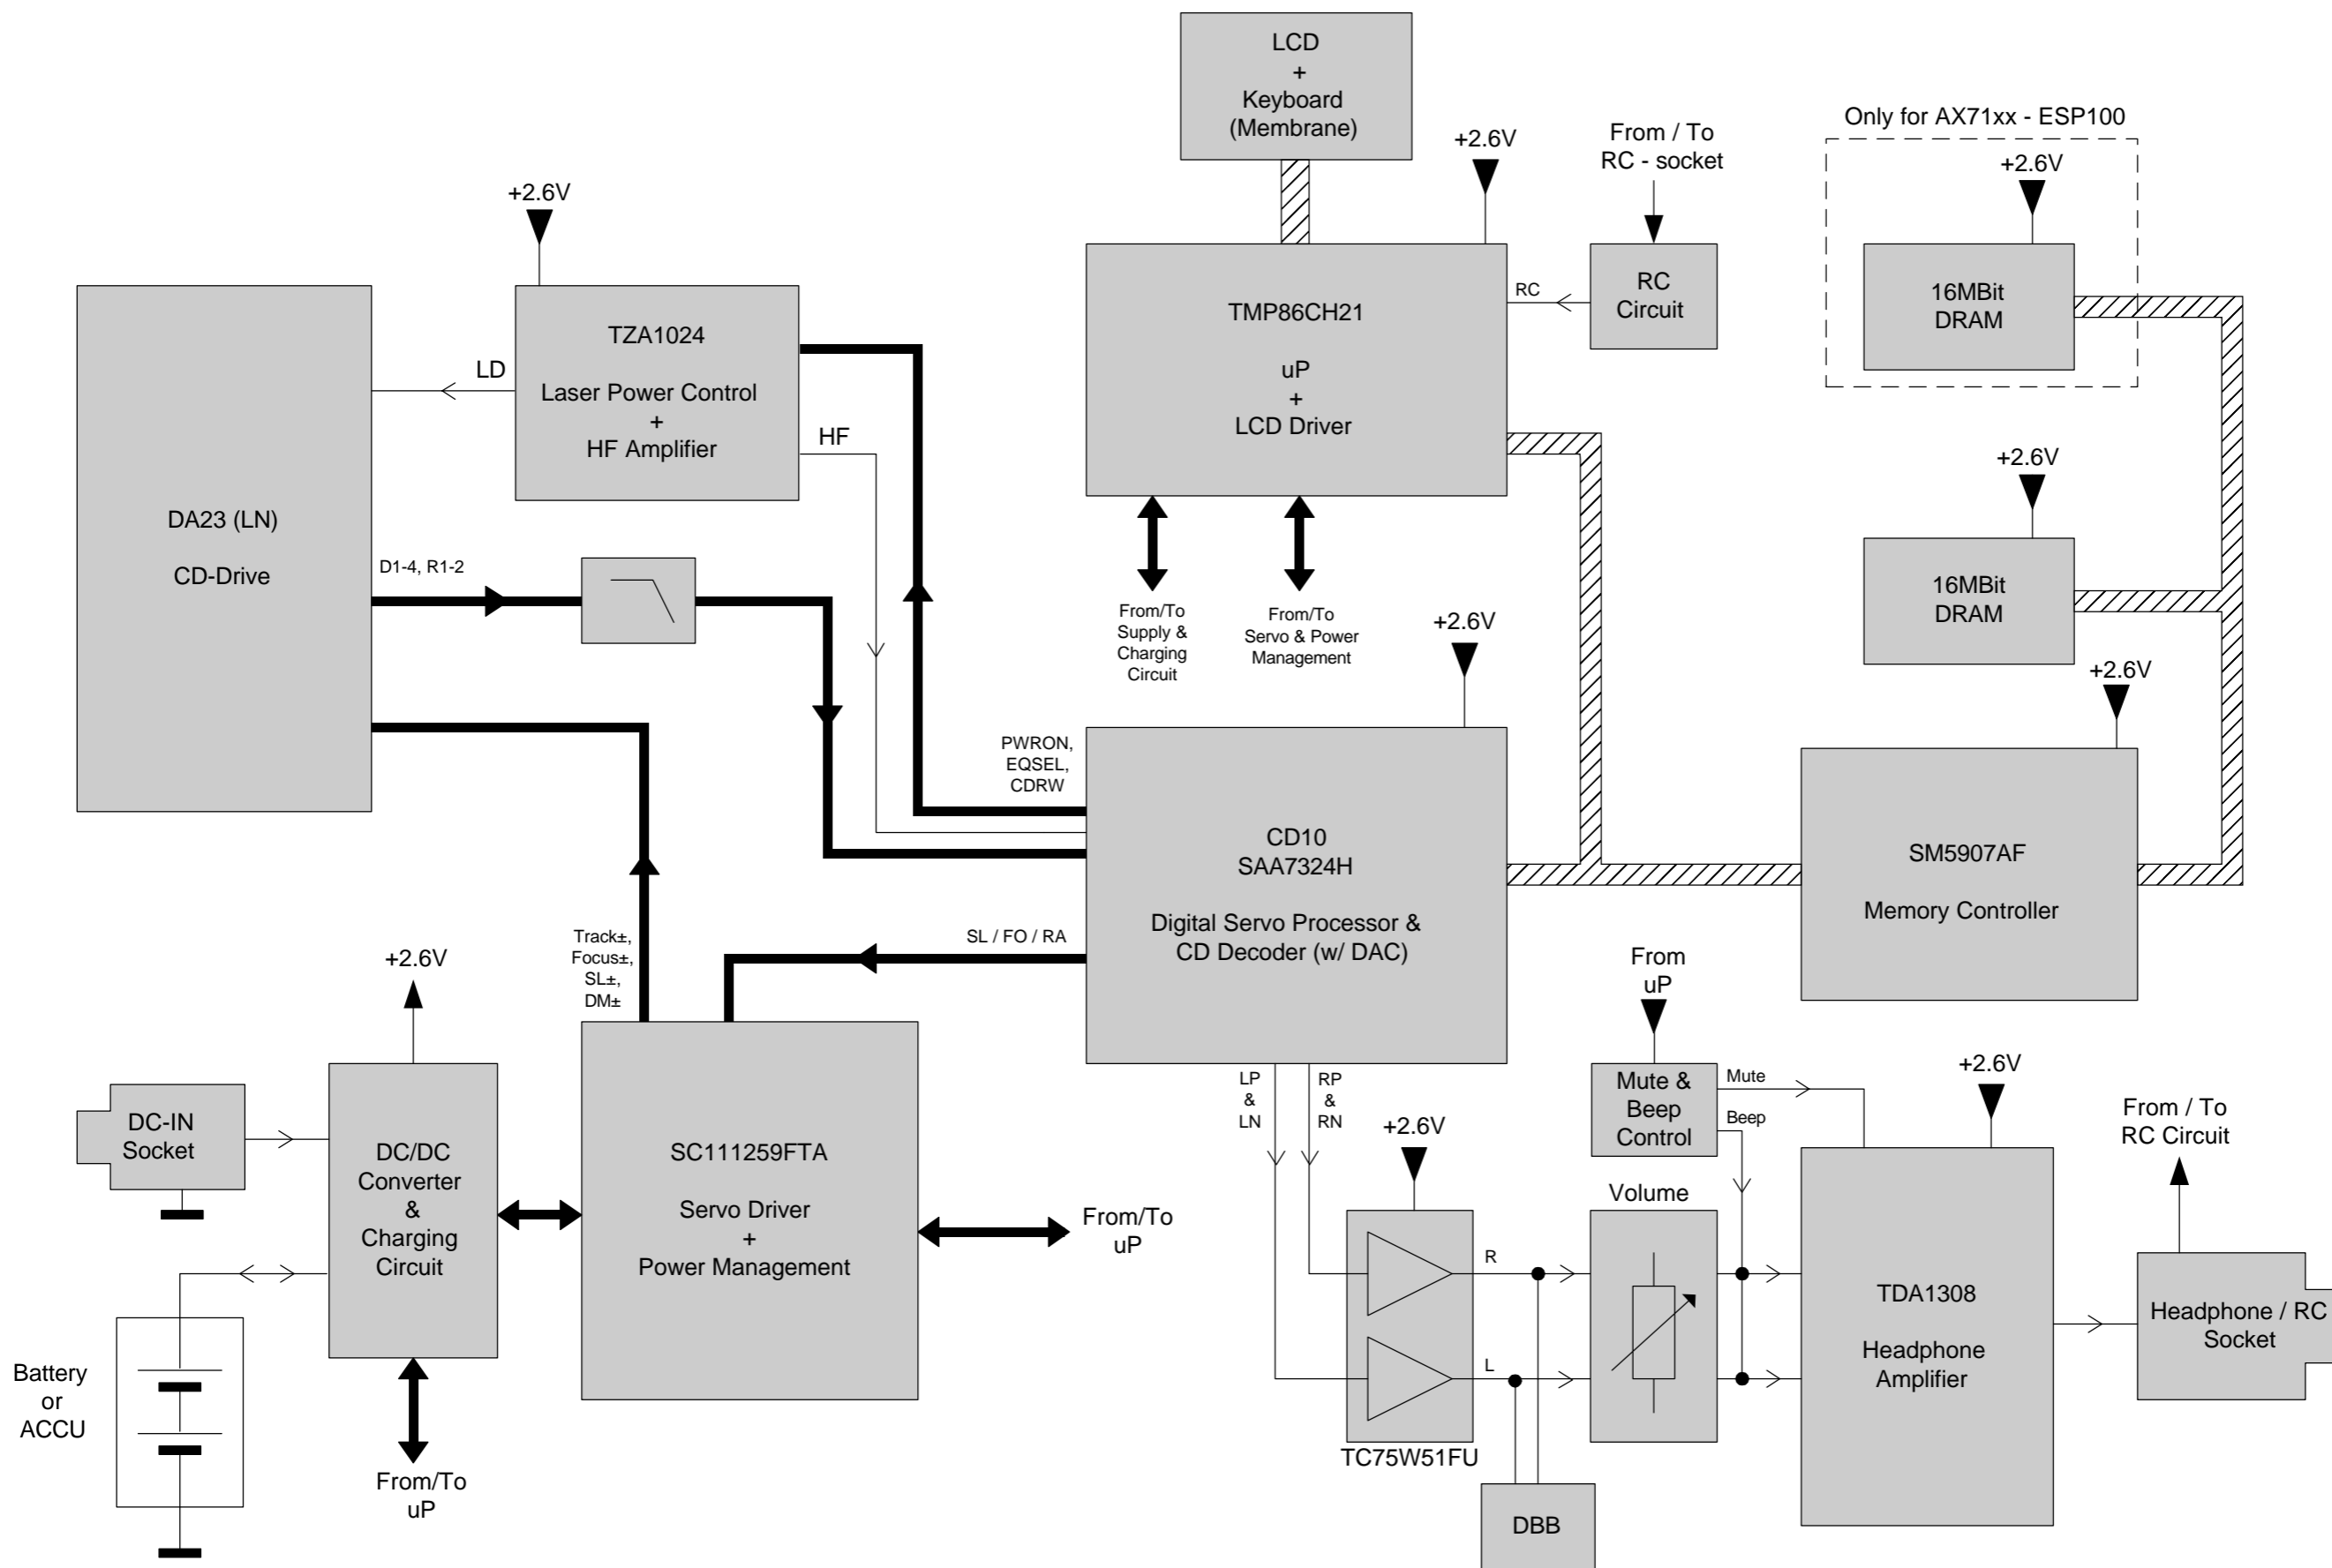 LCD
+
Keyboard
(Membrane)
Only for AX71xx - ESP100
+2.6V
From / To
RC - socket
+2.6V
+2.6V
TZA1024
Laser Power Control
+
HF Amplifier
LD
HF
TMP86CH21
uP
+
LCD Driver
RC
RC
Circuit
16MBit
DRAM
+2.6V
16MBit
DRAM
DA23 (LN)
CD-Drive
D1-4, R1-2
From/To
Supply &
Charging
Circuit
From/To
Servo & Power
Management
+2.6V
+2.6V
PWRON,
EQSEL,
CDRW
CD10
SAA7324H
Digital Servo Processor &
CD Decoder (w/ DAC)
SM5907AF
Memory Controller
SL / FO / RA
Track±,
Focus±,
SL±,
DM±
+2.6V
From
uP
DC-IN
Socket
DC/DC
Converter
&
Charging
Circuit
SC111259FTA
Servo Driver
+
Power Management
From/To
uP
LP
&
LN
RP
&
RN
+2.6V
Mute &
Beep
Control
Mute
Beep
+2.6V
From / To
RC Circuit
Volume
R
L
TDA1308
Headphone
Amplifier
Headphone / RC
Socket
Battery
or
ACCU
From/To
uP
TC75W51FU
DBB
+2.6V